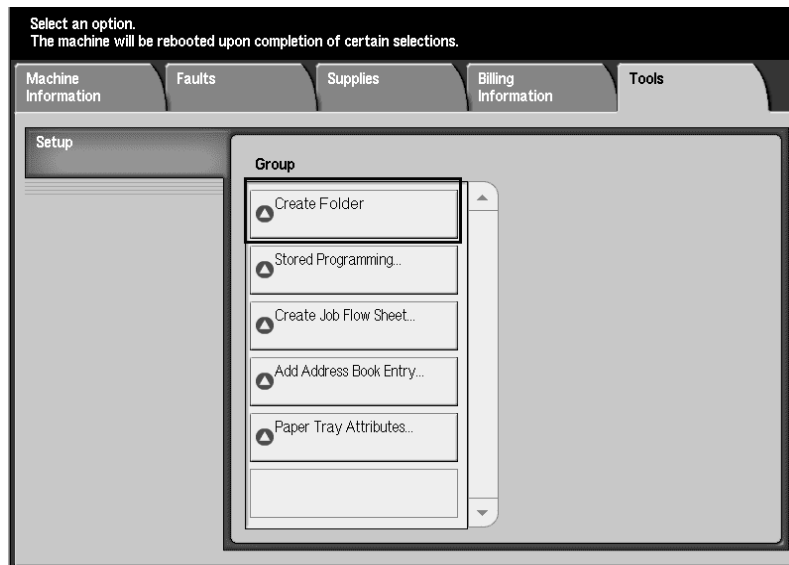 Select an option.
The machine will be rebooted upon completion of certain selections.
Machine
Information
Faults
Supplies
Billing
Information
Tools
Setup
Group
Create Folder
Stored Programming...
Create Job Flow Sheet...
Add Address Book Entry...
Paper Tray Attributes...